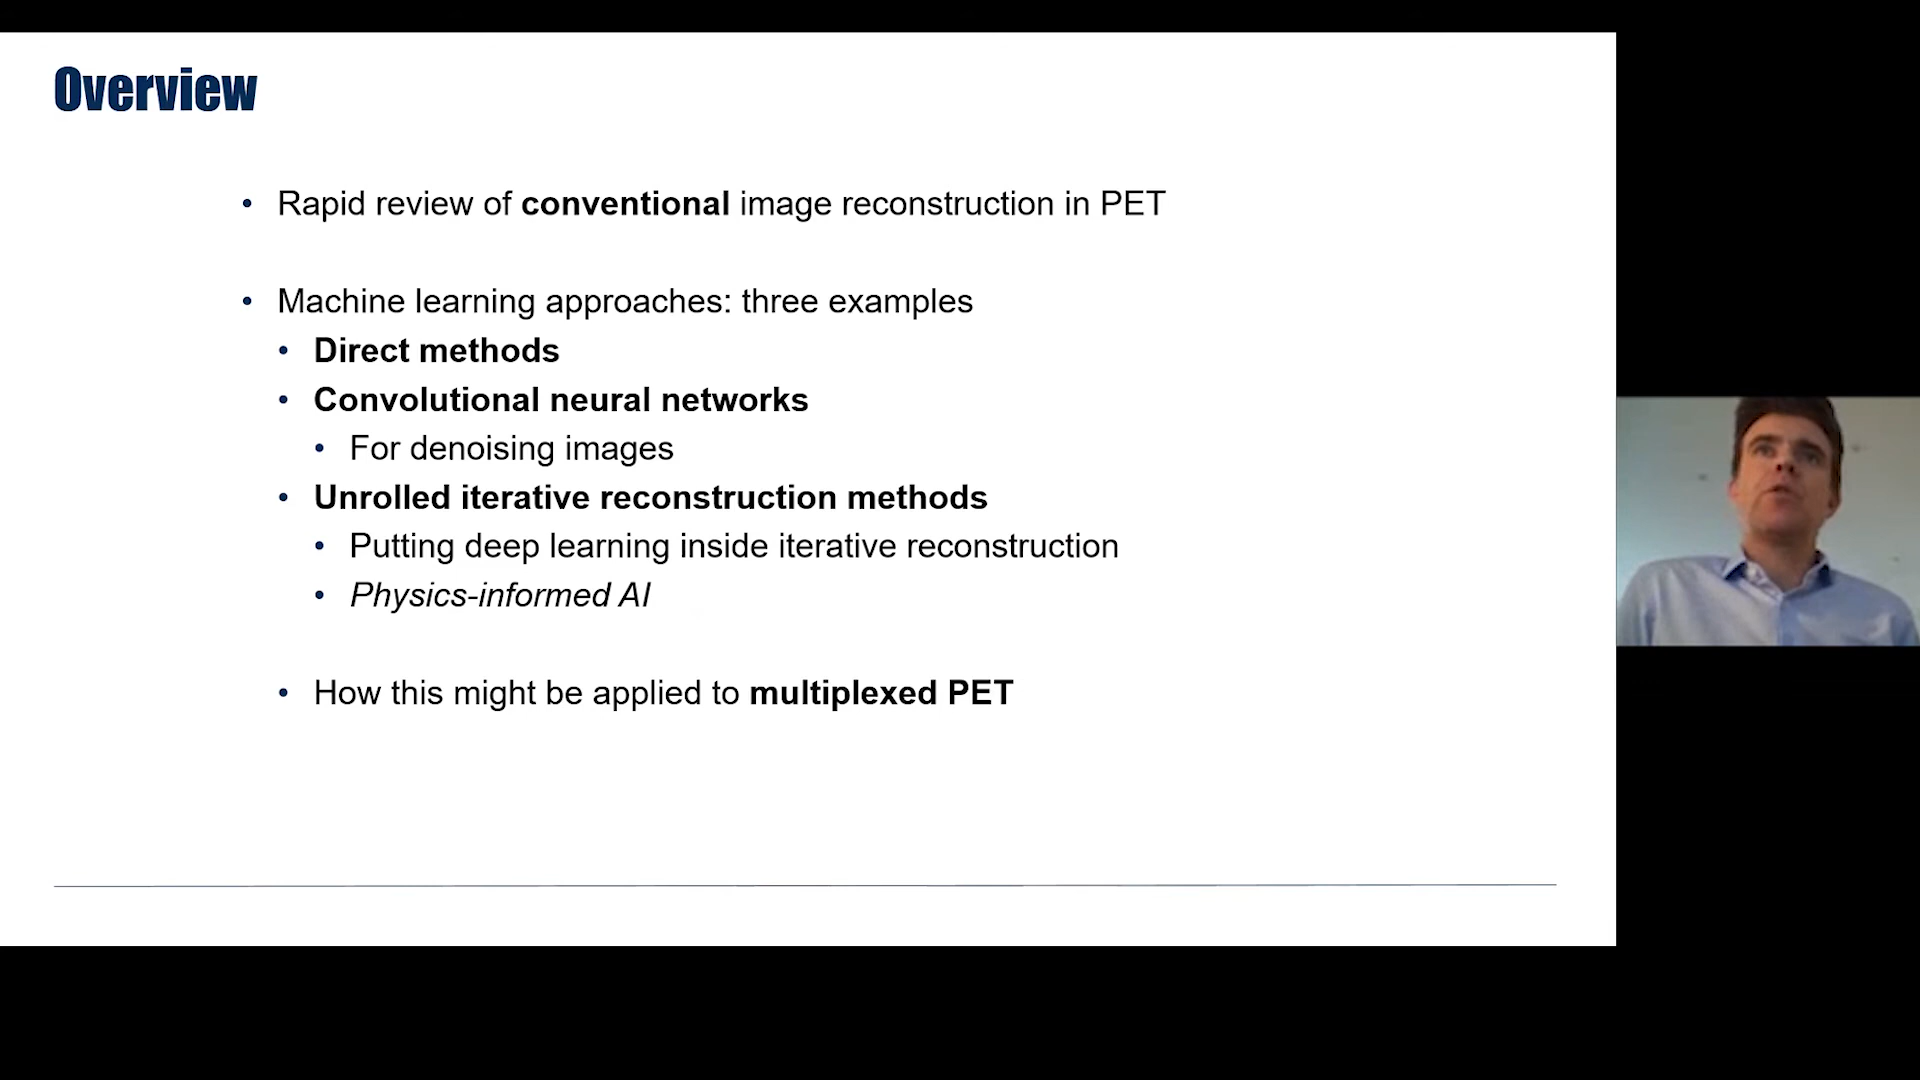 Overview
• Rapid review of conventional image reconstruction in PET
• Machine learning approaches: three examples
• Direct methods
• Convolutional neural networks
• For denoising images
• Unrolled iterative reconstruction methods
• Putting deep learning inside iterative reconstruction
• Physics-informed AI
• How this might be applied to multiplexed PET